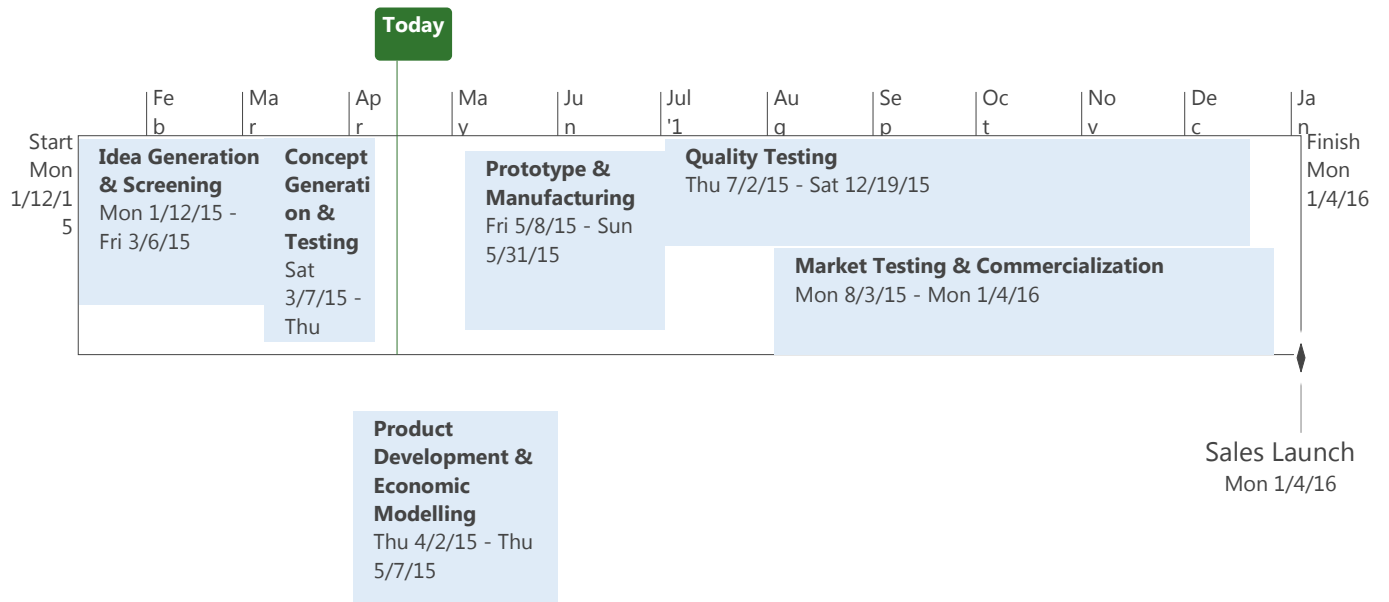 Today
Fe
b
Ma
r
Ap
r
Ma
y
Ju
n
Jul
'1
Au
g
Se
p
Oc
t
No
v
De
c
Ja
n
Start
Mon
1/12/1
5
Idea Generation
& Screening
Mon 1/12/15 -
Fri 3/6/15
Concept
Generati
on &
Testing
Sat
3/7/15 -
Thu
Prototype &
Manufacturing
Fri 5/8/15 - Sun
5/31/15
Quality Testing
Thu 7/2/15 - Sat 12/19/15
Market Testing & Commercialization
Mon 8/3/15 - Mon 1/4/16
Finish
Mon
1/4/16
Product
Development &
Economic
Modelling
Thu 4/2/15 - Thu
5/7/15
Sales Launch
Mon 1/4/16